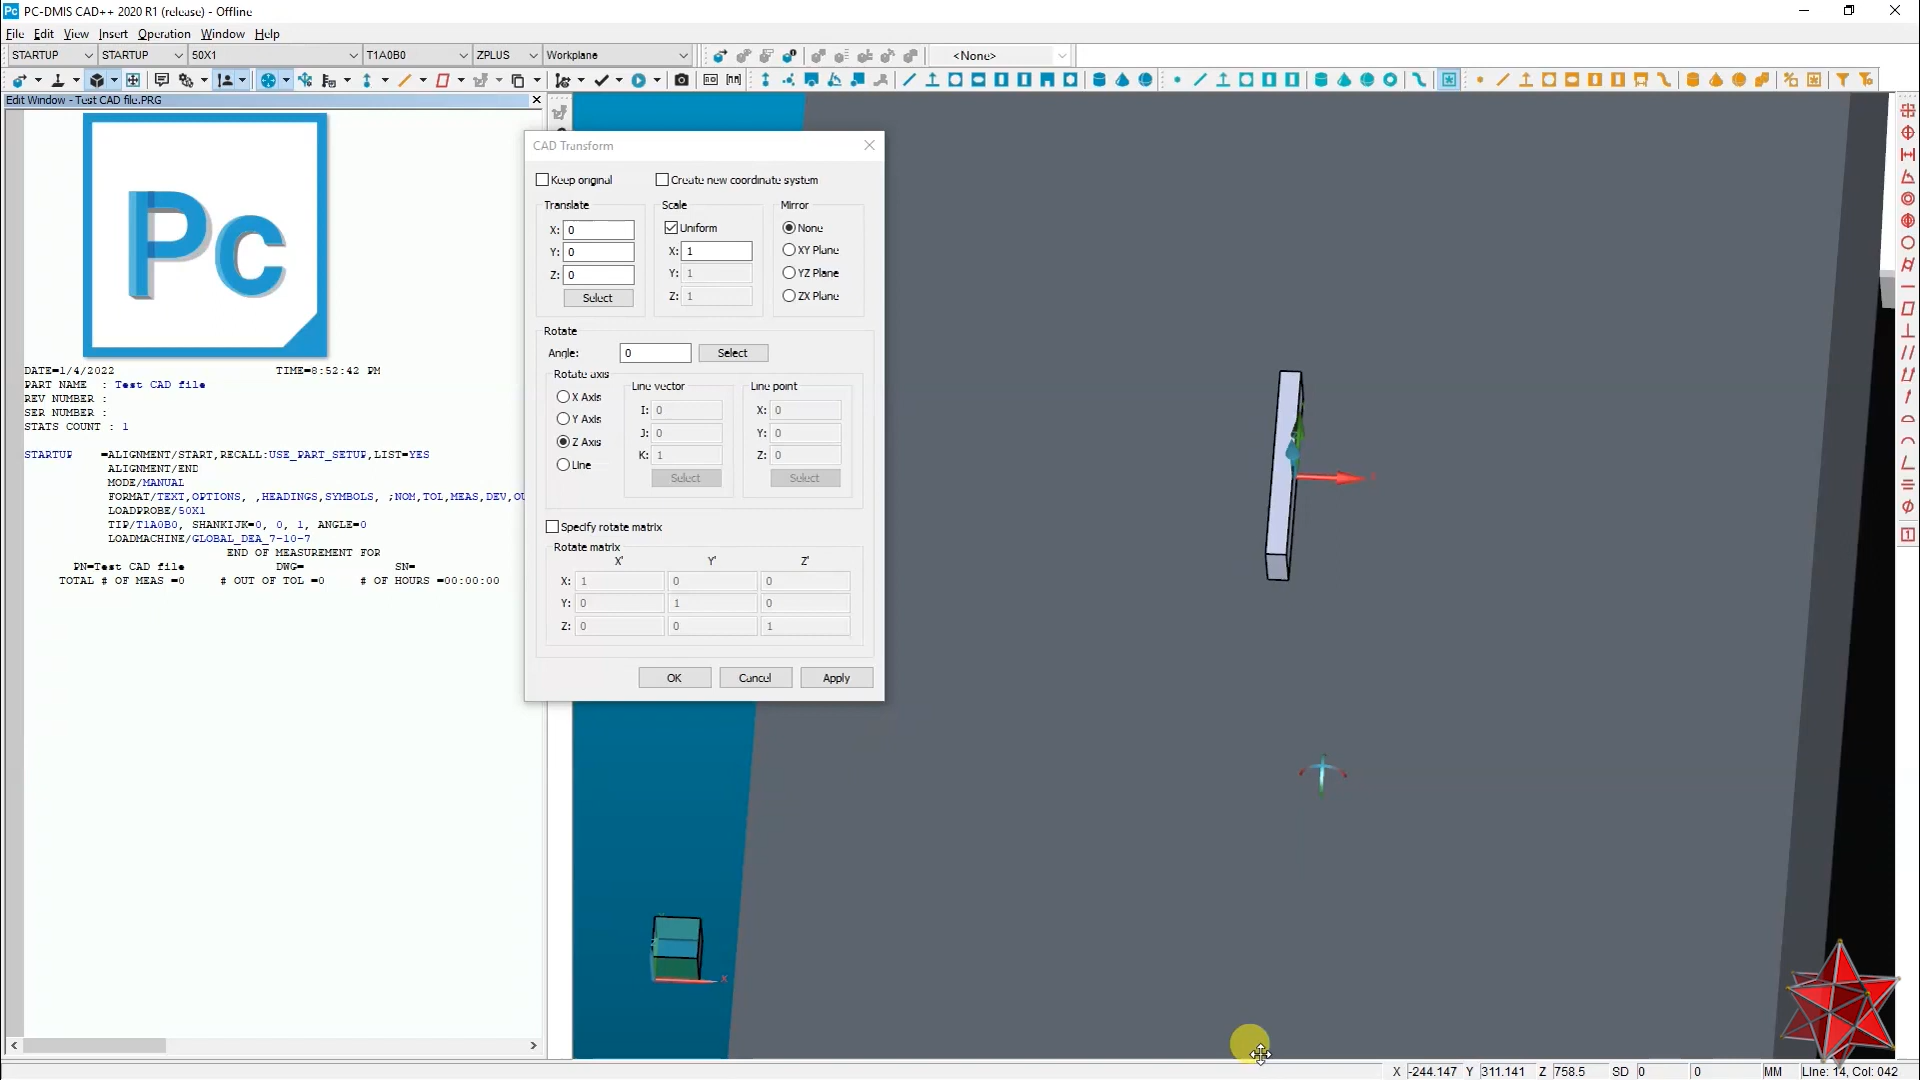 PC-DMIS CAD++ 2020 R1 (release) - Offline
File Edit View Insert Operation Window Help
STARTUP STARTUP 50X1 T1A0B0 ZPLUS Workplane <None>
Edit Window - Test CAD file.PRG
Pc
DATE=1/4/2022 TIME=8:52:42 PM
PART NAME : Test CAD file
REV NUMBER :
SER NUMBER :
STATS COUNT : 1
STARTUP =ALIGNMENT/START,RECALL:USE_PART_SETUP,LIST=YES
ALIGNMENT/END
MODE/MANUAL
FORMAT/TEXT,OPTIONS, ,HEADINGS,SYMBOLS, ;NOM,TOL,MEAS,DEV,OU
LOADPROBE/50X1
TIP/T1A0B0, SHANKIJK=0, 0, 1, ANGLE=0
LOADMACHINE/GLOBAL_DEA_7-10-7
END OF MEASUREMENT FOR
PN=Test CAD file DWG= SN=
TOTAL # OF MEAS =0 # OUT OF TOL =0 # OF HOURS =00:00:00
CAD Transform
Keep original Create new coordinate system
Translate Scale Mirror
X: 0 Uniform None
Y: 0 X: 1 XY Plane
Z: 0 Y: 1 YZ Plane
Select Z: 1 ZX Plane
Rotate
Angle: 0 Select
Rotate axis Line vector Line point
X Axis I: 0 X: 0
Y Axis J: 0 Y: 0
Z Axis K: 1 Z: 0
Line Select Select
Specify rotate matrix
Rotate matrix
X' Y' Z'
X: 1 0 0
Y: 0 1 0
Z: 0 0 1
OK Cancel Apply
X -244.147 Y 311.141 Z 758.5 SD 0 0 MM Line: 14, Col: 042